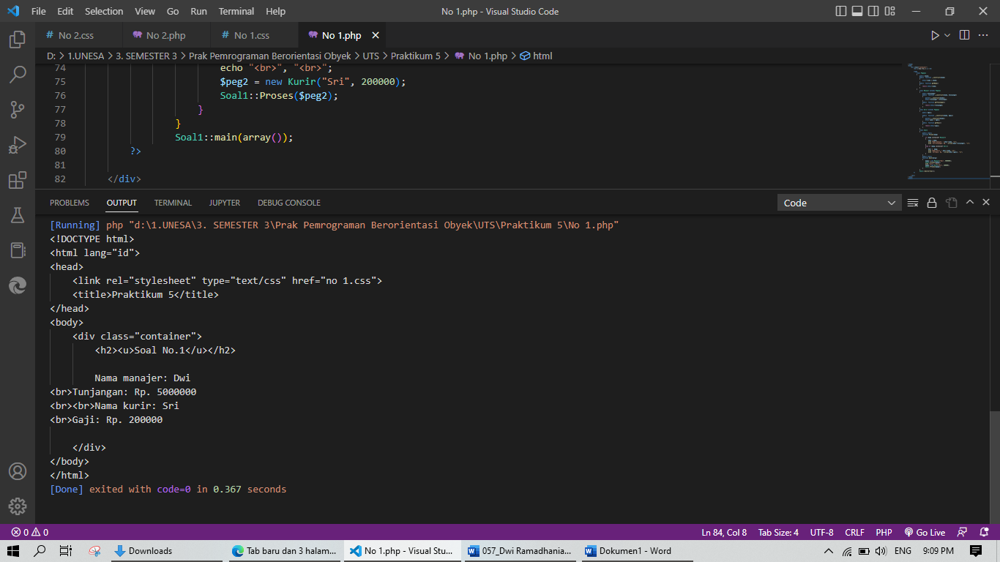 File Edit Selection View Go Run Terminal Help No 1.php - Visual Studio Code
# No 2.css No 2.php # No 1.css No 1.php
D: > 1.UNESA > 3. SEMESTER 3 > Prak Pemrograman Berorientasi Obyek > UTS > Praktikum 5 > No 1.php > html
74 echo "<br>", "<br>";
75 $peg2 = new Kurir("Sri", 200000);
76 Soal1::Proses($peg2);
77 }
78 }
79 Soal1::main(array());
80 ?>
81
82 </div>
PROBLEMS OUTPUT TERMINAL JUPYTER DEBUG CONSOLE Code
[Running] php "d:\1.UNESA\3. SEMESTER 3\Prak Pemrograman Berorientasi Obyek\UTS\Praktikum 5\No 1.php"
<!DOCTYPE html>
<html lang="id">
<head>
<link rel="stylesheet" type="text/css" href="no 1.css">
<title>Praktikum 5</title>
</head>
<body>
<div class="container">
<h2><u>Soal No.1</u></h2>
Nama manajer: Dwi
<br>Tunjangan: Rp. 5000000
<br><br>Nama kurir: Sri
<br>Gaji: Rp. 200000
</div>
</body>
</html>
[Done] exited with code=0 in 0.367 seconds
0 0 Ln 84, Col 8 Tab Size: 4 UTF-8 CRLF PHP Go Live
Downloads Tab baru dan 3 halam... No 1.php - Visual Stu... 057_Dwi Ramadhania... Dokumen1 - Word ENG 9:09 PM